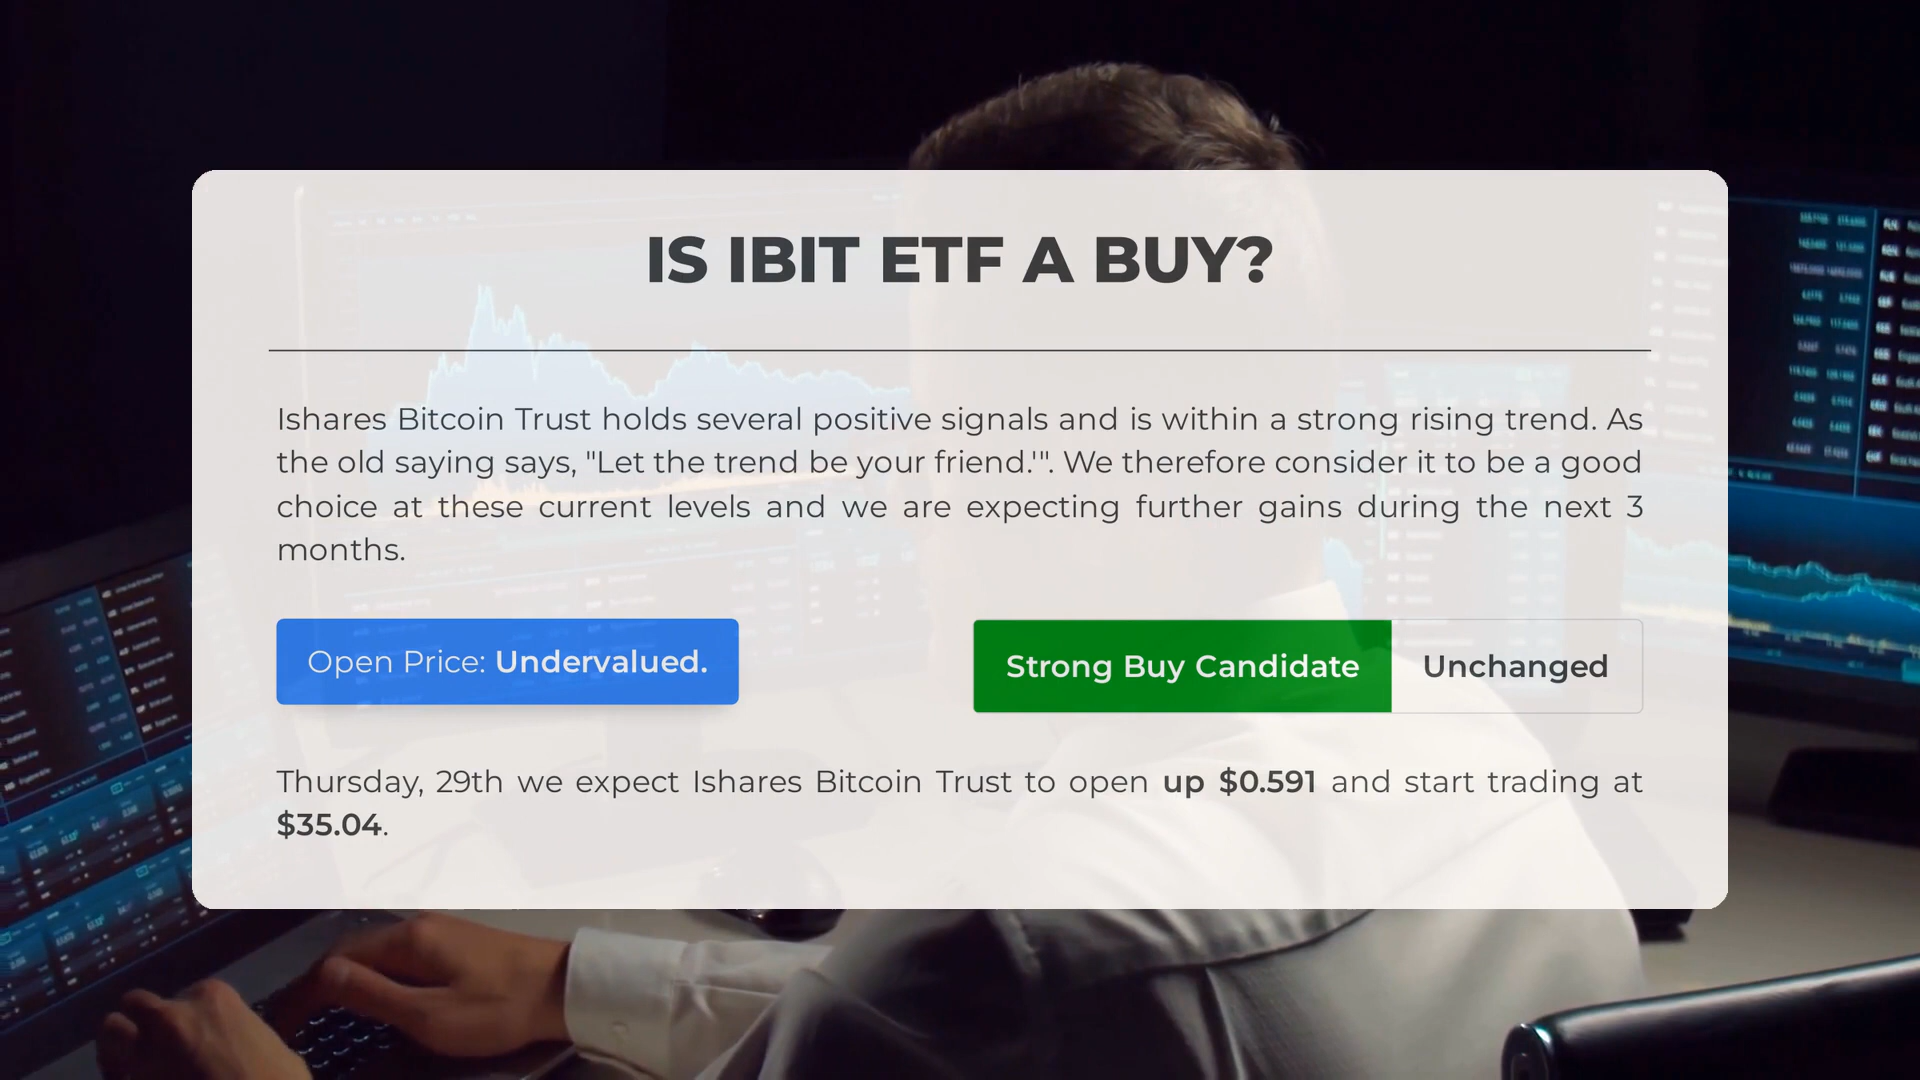 IS IBIT ETF A BUY?
Ishares Bitcoin Trust holds several positive signals and is within a strong rising trend. As
the old saying says, "Let the trend be your friend.'". We therefore consider it to be a good
choice at these current levels and we are expecting further gains during the next 3
months.
Open Price: Undervalued.
Strong Buy Candidate Unchanged
Thursday, 29th we expect Ishares Bitcoin Trust to open up $0.591 and start trading at
$35.04.